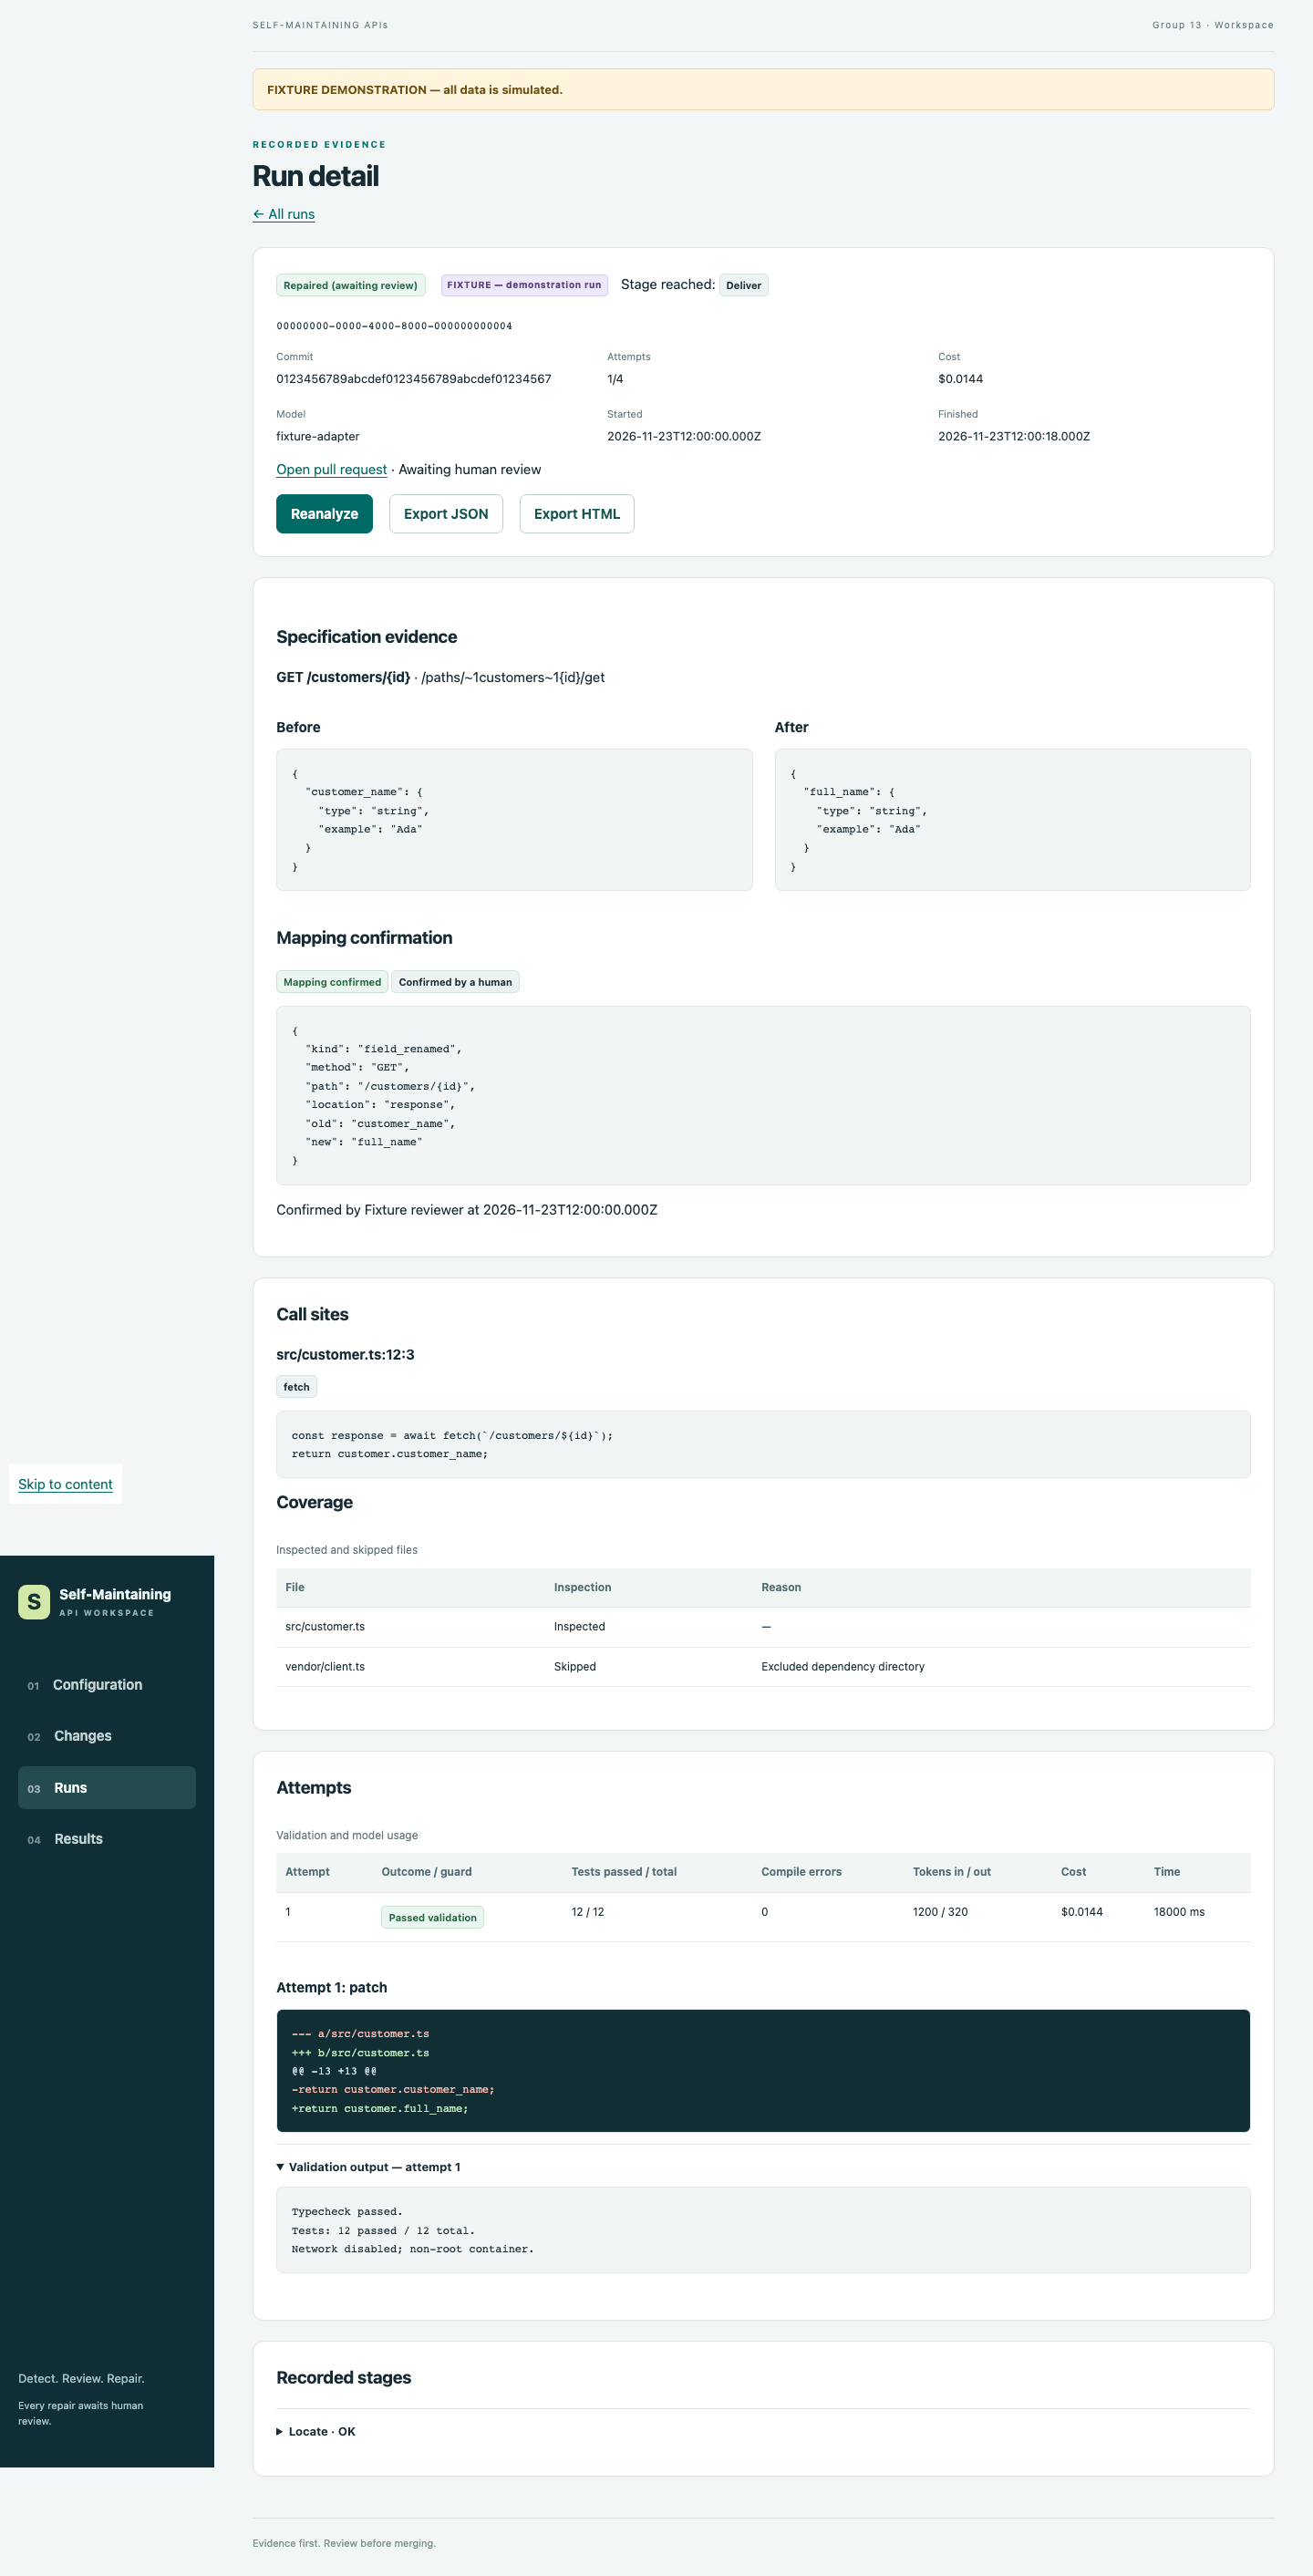 SELF-MAINTAINING APIs
Group 13 · Workspace
FIXTURE DEMONSTRATION — all data is simulated.
RECORDED EVIDENCE
Run detail
← All runs
Repaired (awaiting review) FIXTURE — demonstration run Stage reached: Deliver
00000000-0000-4000-8000-000000000004
Commit Attempts Cost
0123456789abcdef0123456789abcdef01234567 1/4 $0.0144
Model Started Finished
fixture-adapter 2026-11-23T12:00:00.000Z 2026-11-23T12:00:18.000Z
Open pull request · Awaiting human review
Reanalyze Export JSON Export HTML
Specification evidence
GET /customers/{id} · /paths/~1customers~1{id}/get
Before
{
"customer_name": {
"type": "string",
"example": "Ada"
}
}
After
{
"full_name": {
"type": "string",
"example": "Ada"
}
}
Mapping confirmation
Mapping confirmed Confirmed by a human
{
"kind": "field_renamed",
"method": "GET",
"path": "/customers/{id}",
"location": "response",
"old": "customer_name",
"new": "full_name"
}
Confirmed by Fixture reviewer at 2026-11-23T12:00:00.000Z
Call sites
src/customer.ts:12:3
fetch
const response = await fetch(`/customers/${id}`);
return customer.customer_name;
Coverage
Inspected and skipped files
File Inspection Reason
src/customer.ts Inspected —
vendor/client.ts Skipped Excluded dependency directory
Attempts
Validation and model usage
Attempt Outcome / guard Tests passed / total Compile errors Tokens in / out Cost Time
1 Passed validation 12 / 12 0 1200 / 320 $0.0144 18000 ms
Attempt 1: patch
--- a/src/customer.ts
+++ b/src/customer.ts
@@ -13 +13 @@
-return customer.customer_name;
+return customer.full_name;
▼ Validation output — attempt 1
Typecheck passed.
Tests: 12 passed / 12 total.
Network disabled; non-root container.
Recorded stages
▶ Locate · OK
Evidence first. Review before merging.
Skip to content
S Self-Maintaining
API WORKSPACE
01 Configuration
02 Changes
03 Runs
04 Results
Detect. Review. Repair.
Every repair awaits human
review.